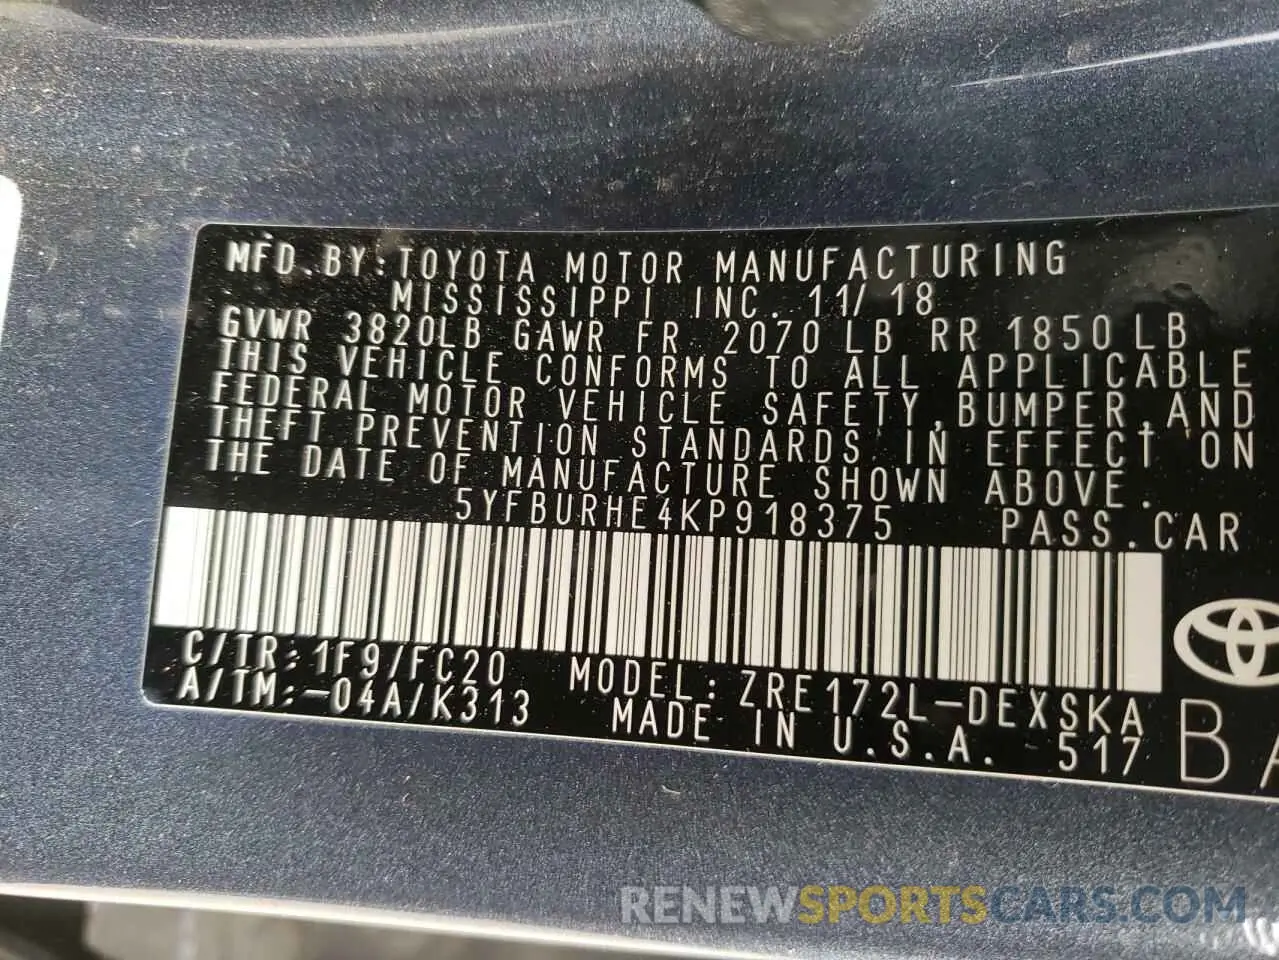 MFD.BY:TOYOTA MOTOR MANUFACTURING
MISSISSIPPI INC. 11/18
GVWR 3820LB GAWR FR 2070 LB RR 1850 LB
THIS VEHICLE CONFORMS TO ALL APPLICABLE
FEDERAL MOTOR VEHICLE SAFETY,BUMPER,AND
THEFT PREVENTION STANDARDS IN EFFECT ON
THE DATE OF MANUFACTURE SHOWN ABOVE.
5YFBURHE4KP918375 PASS.CAR
C/TR:1F9/FC20 MODEL:ZRE172L-DEXSKA
A/TM:-04A/K313 MADE IN U.S.A. 517
RENEWSPORTSCARS.COM